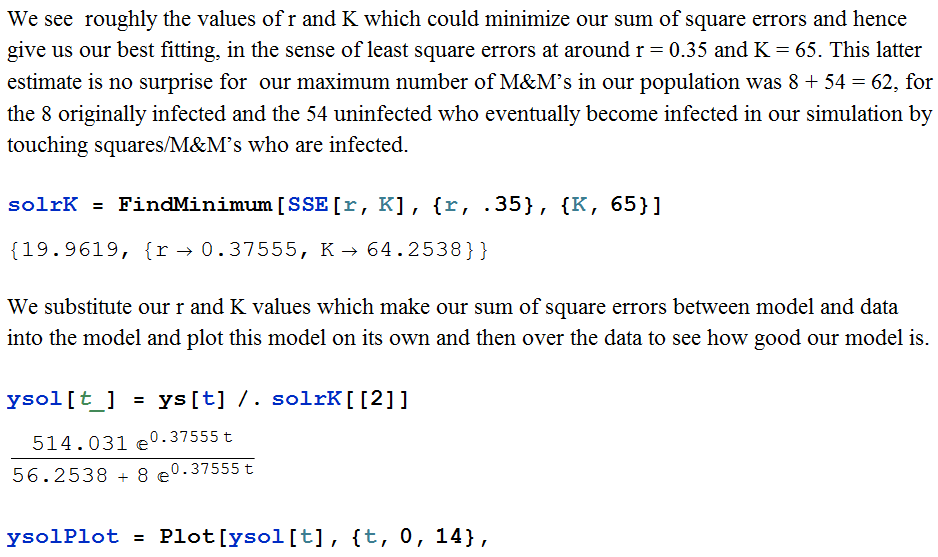 We see roughly the values of r and K which could minimize our sum of square errors and hence
give us our best fitting, in the sense of least square errors at around r = 0.35 and K = 65. This latter
estimate is no surprise for our maximum number of M&M's in our population was 8 + 54 = 62, for
the 8 originally infected and the 54 uninfected who eventually become infected in our simulation by
touching squares/M&M's who are infected.
solrK = FindMinimum[SSE[r, K], {r, .35}, {K, 65}]
{19.9619, {r → 0.37555, K → 64.2538}}
We substitute our r and K values which make our sum of square errors between model and data
into the model and plot this model on its own and then over the data to see how good our model is.
ysol[t_] = ys[t] /. solrK[[2]]
514.031 e^0.37555 t
56.2538 + 8 e^0.37555 t
ysolPlot = Plot[ysol[t], {t, 0, 14},